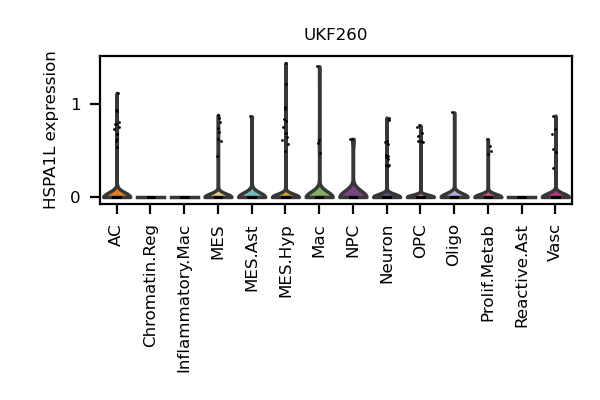 UKF260
HSPA1L expression
1
0
AC
Chromatin.Reg
Inflammatory.Mac
MES
MES.Ast
MES.Hyp
Mac
NPC
Neuron
OPC
Oligo
Prolif.Metab
Reactive.Ast
Vasc